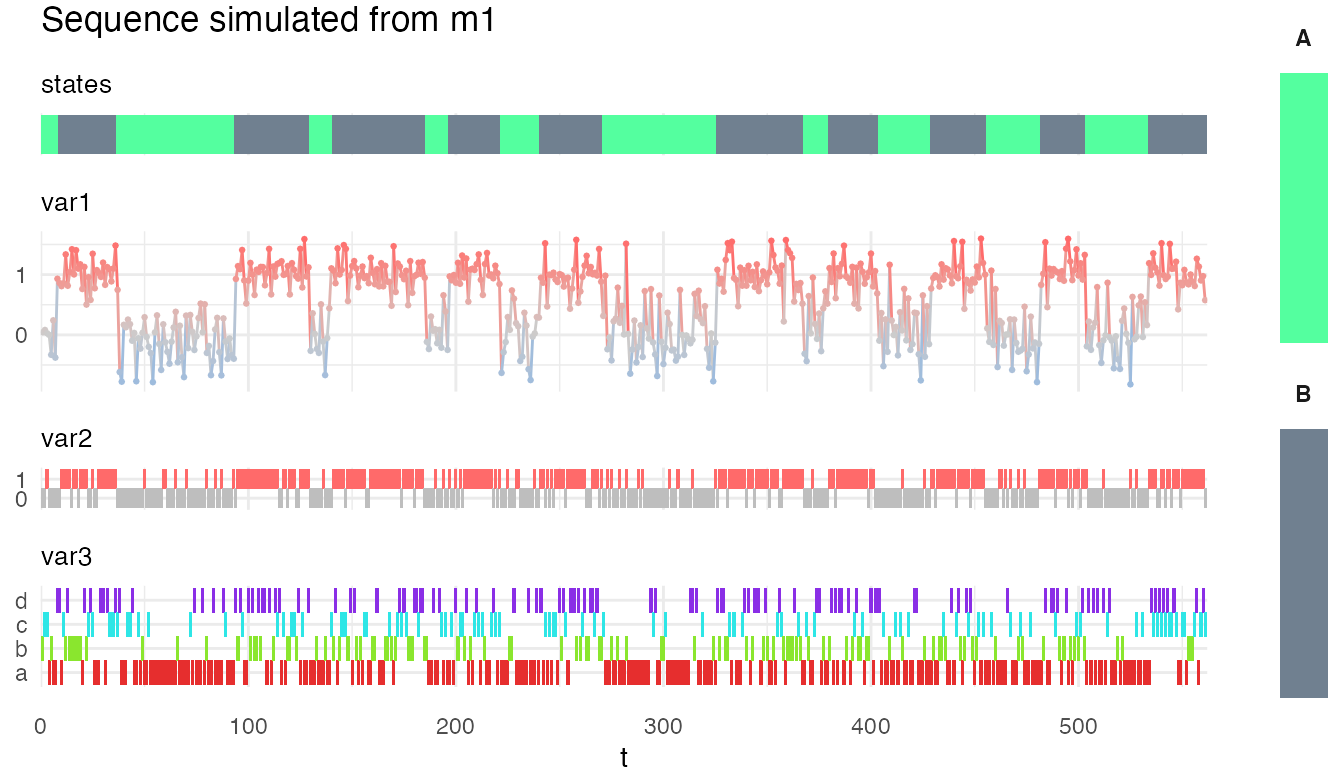 Sequence simulated from m1
A
states
var1
1
0
B
var2
1
0
var3
d
c
b
a
0 100 200 300 400 500
t